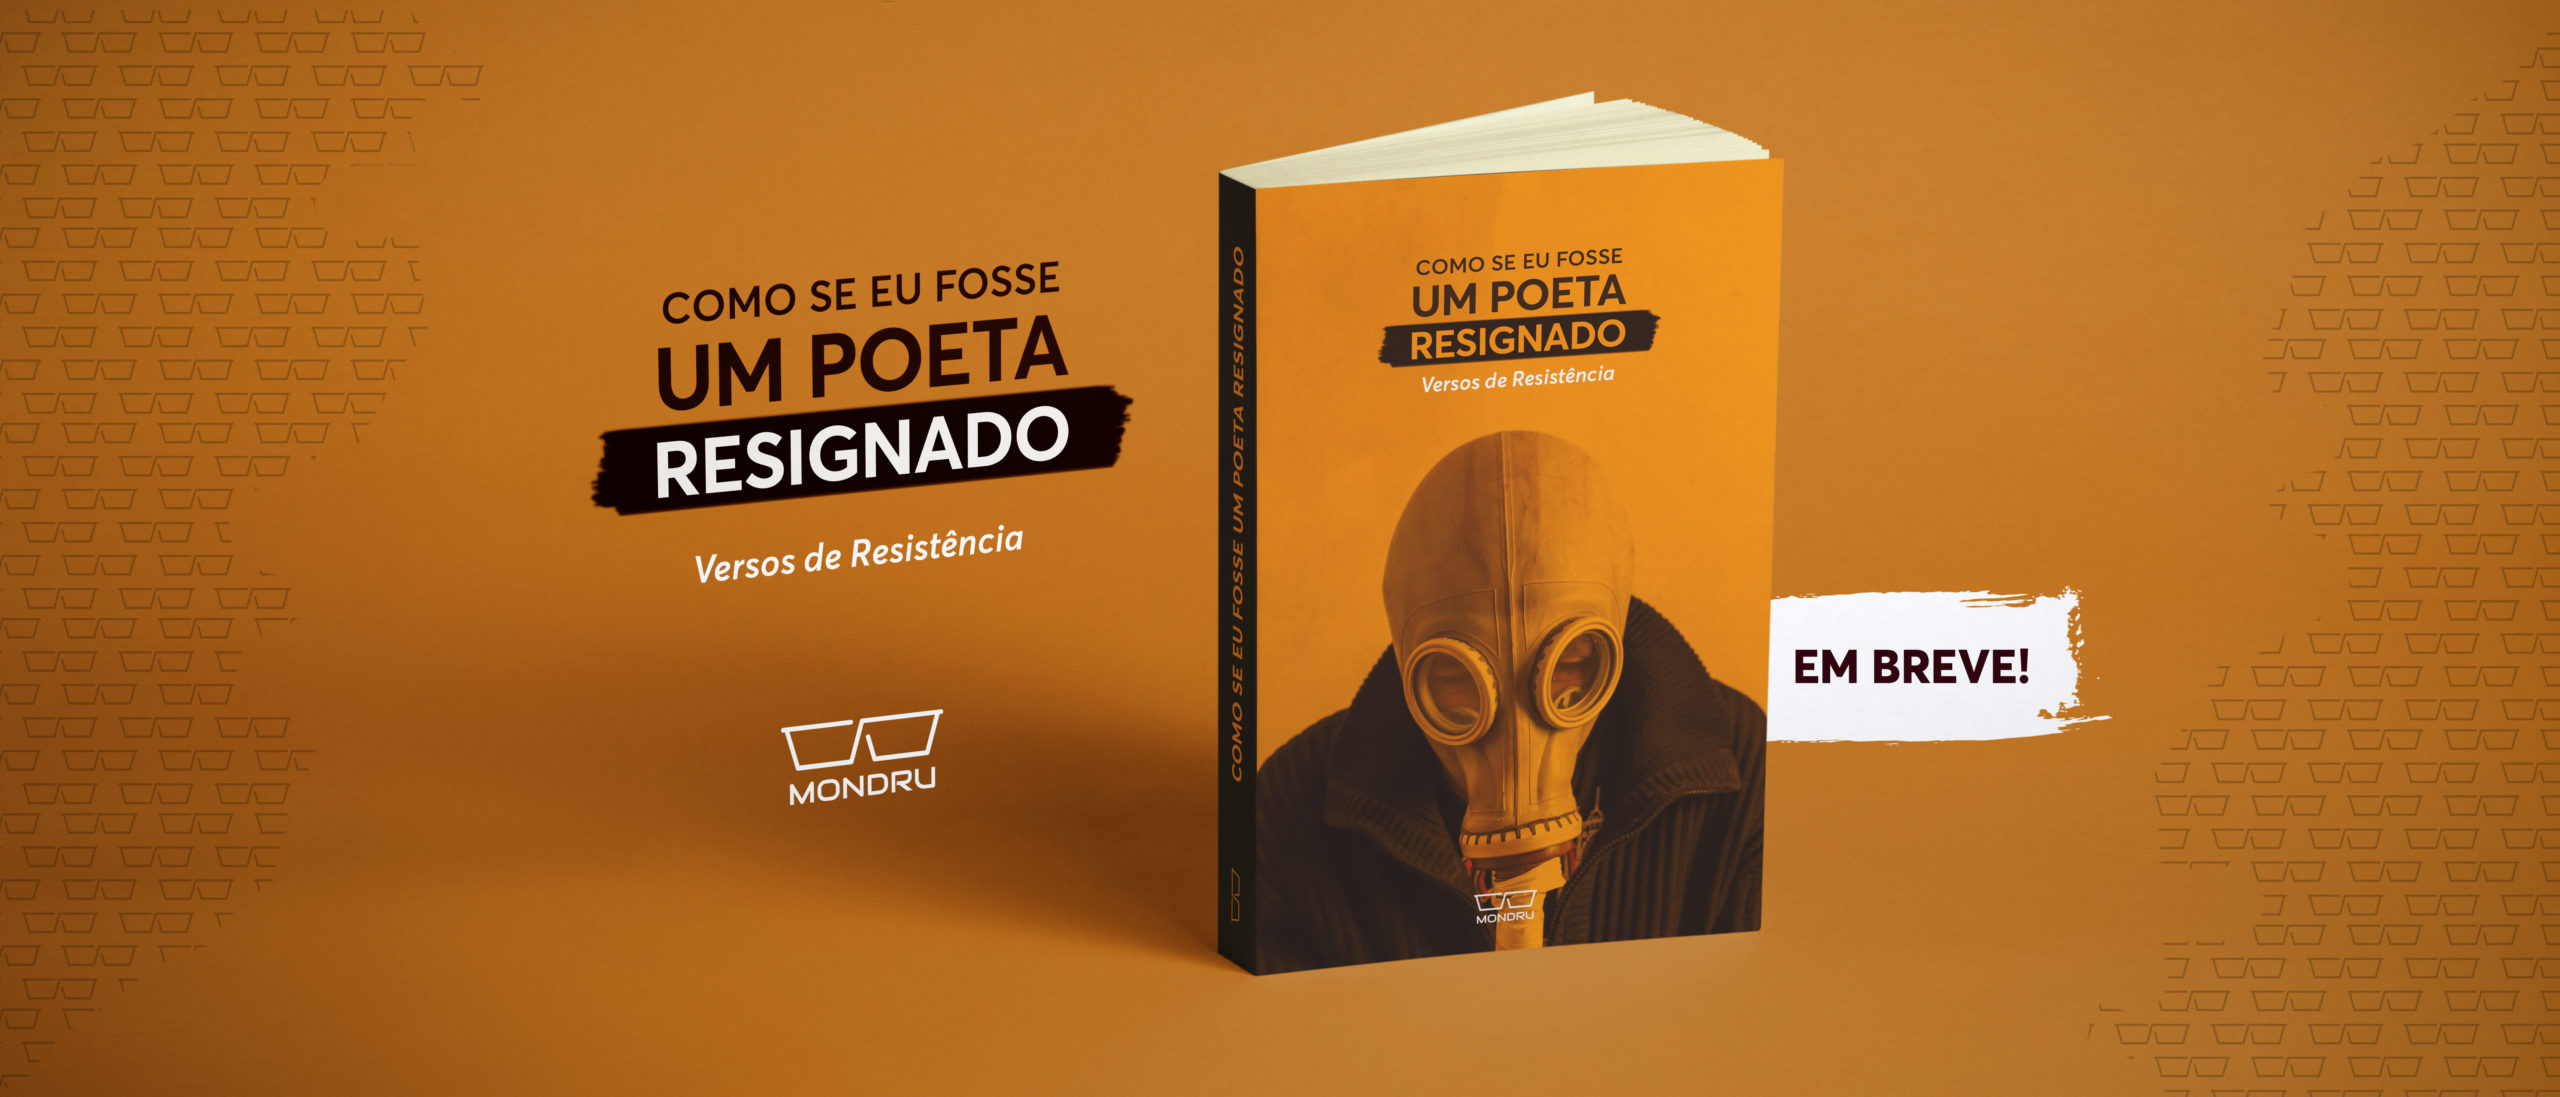 COMO SE EU FOSSE
UM POETA
RESIGNADO
Versos de Resistência
MONDRU
COMO SE EU FOSSE UM POETA RESIGNADO
COMO SE EU FOSSE
UM POETA
RESIGNADO
Versos de Resistência
MONDRU
EM BREVE!